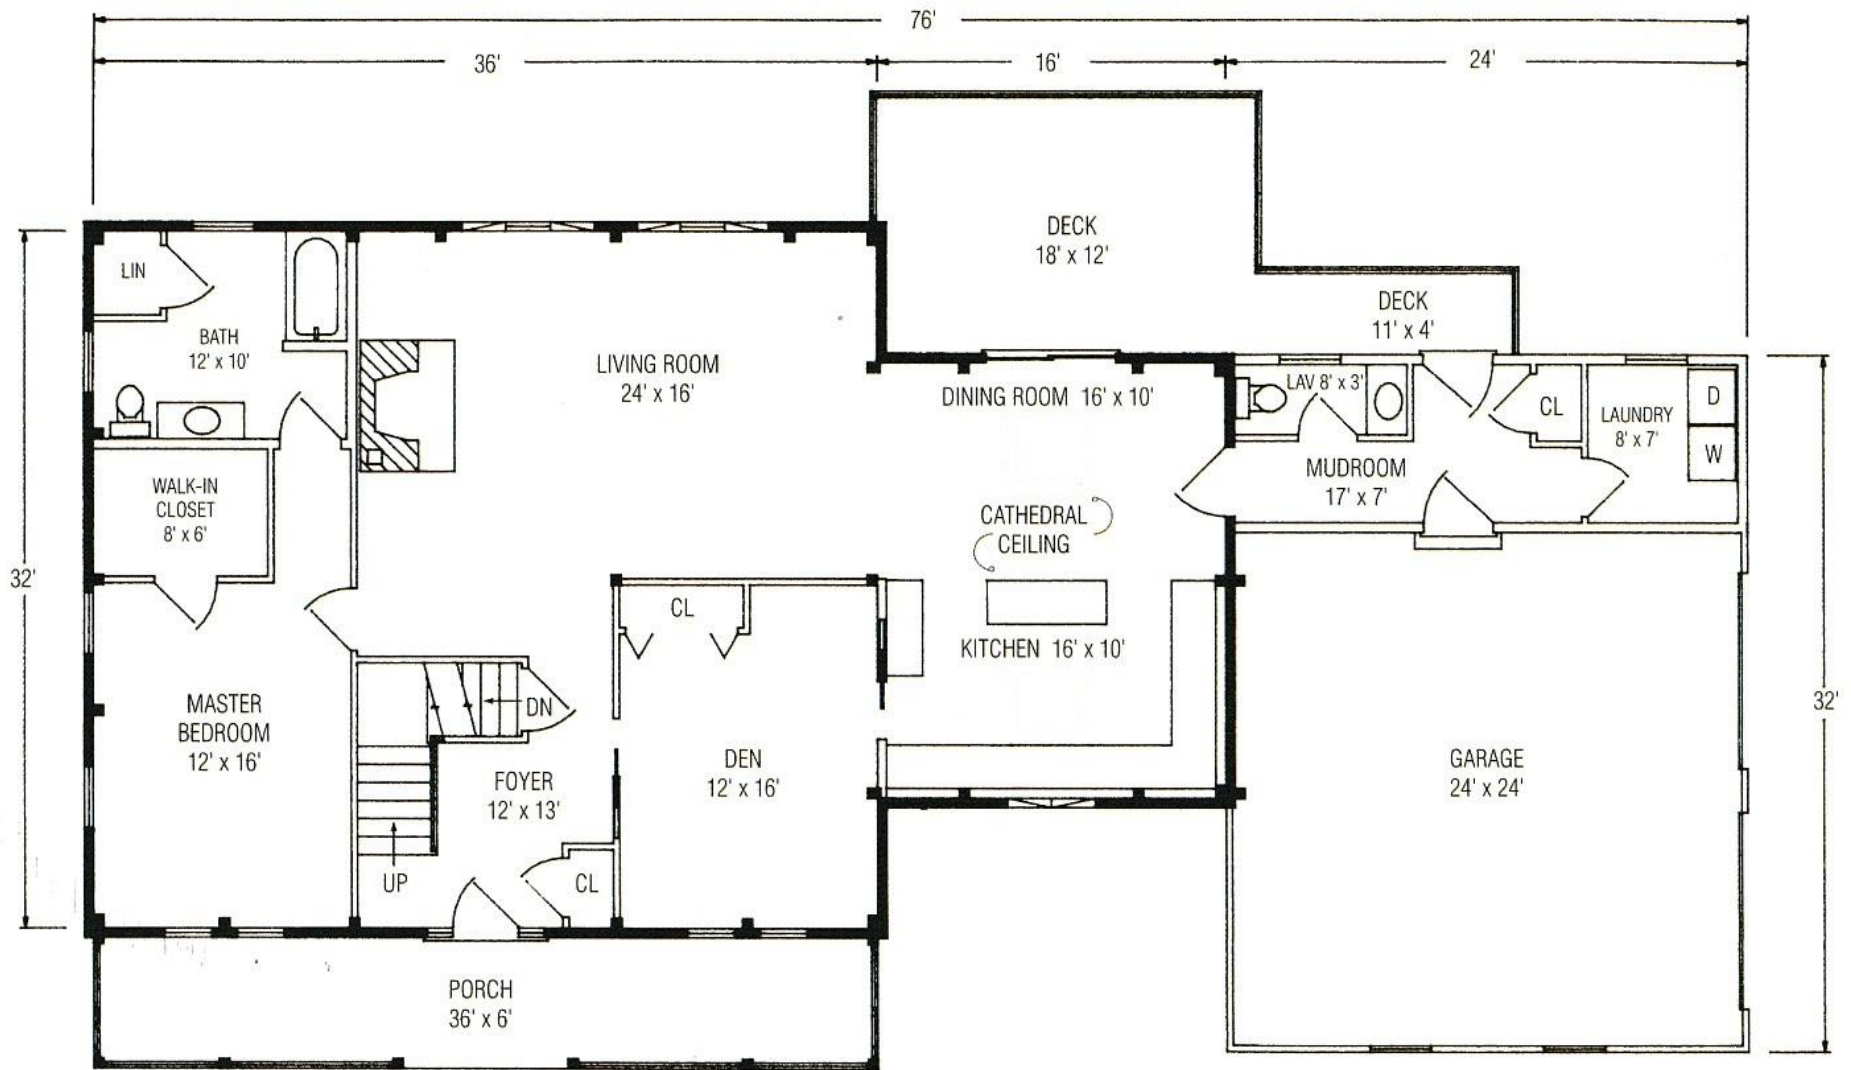 76'
36'
16'
24'
DECK
18' x 12'
DECK
11' x 4'
LIN
BATH
12' x 10'
LIVING ROOM
24' x 16'
DINING ROOM 16' x 10'
LAV 8' x 3'
CL
LAUNDRY
8' x 7'
D
W
MUDROOM
17' x 7'
WALK-IN
CLOSET
8' x 6'
CATHEDRAL
CEILING
32'
CL
KITCHEN 16' x 10'
MASTER
BEDROOM
12' x 16'
DN
32'
FOYER
12' x 13'
DEN
12' x 16'
GARAGE
24' x 24'
UP
CL
PORCH
36' x 6'